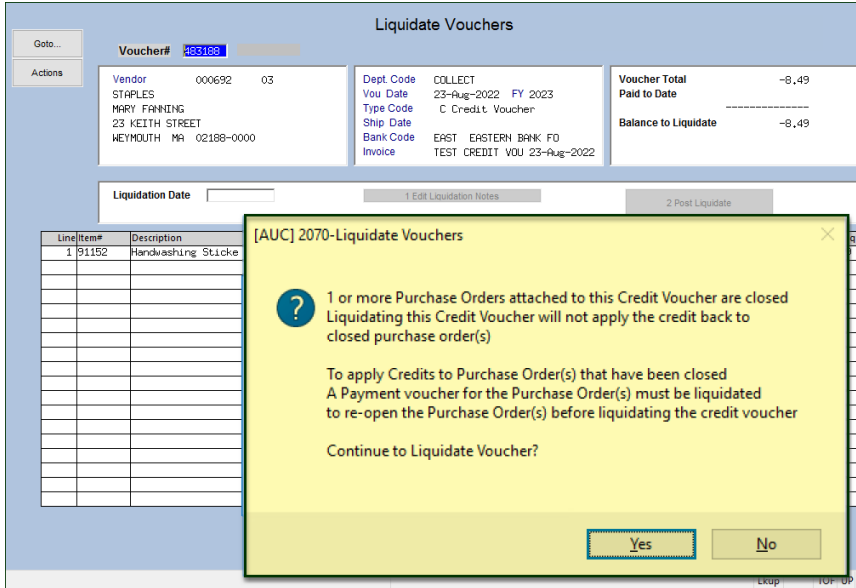 Liquidate Vouchers
Goto...
Voucher# 483188
Actions
Vendor 000692 03
STAPLES
MARY FANNING
23 KEITH STREET
WEYMOUTH MA 02188-0000
Dept. Code COLLECT
Vou Date 23-Aug-2022 FY 2023
Type Code C Credit Voucher
Ship Date
Bank Code EAST EASTERN BANK FO
Invoice TEST CREDIT VOU 23-Aug-2022
Voucher Total -8.49
Paid to Date
--------------
Balance to Liquidate -8.49
Liquidation Date 1 Edit Liquidation Notes 2 Post Liquidate
Line Item# Description
1 91152 Handwashing Sticke
[AUC] 2070-Liquidate Vouchers
1 or more Purchase Orders attached to this Credit Voucher are closed
Liquidating this Credit Voucher will not apply the credit back to
closed purchase order(s)
To apply Credits to Purchase Order(s) that have been closed
A Payment voucher for the Purchase Order(s) must be liquidated
to re-open the Purchase Order(s) before liquidating the credit voucher
Continue to Liquidate Voucher?
Yes No
Lkup TOF UP